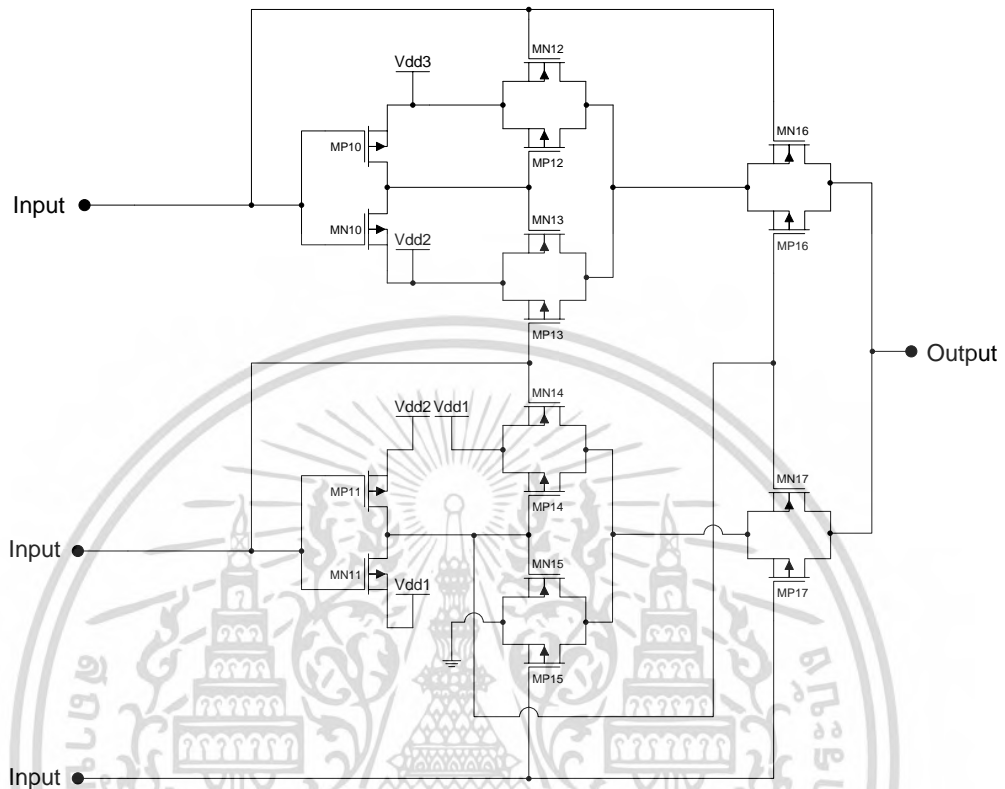 MN12
Vdd3
MN16
MP10
MP12
Input
MN10
MN13
Vdd2
MP16
MP13
Output
MN14
Vdd2
Vdd1
MP11
MP14
MN17
Input
MN11
MN15
Vdd1
MP17
MP15
Input